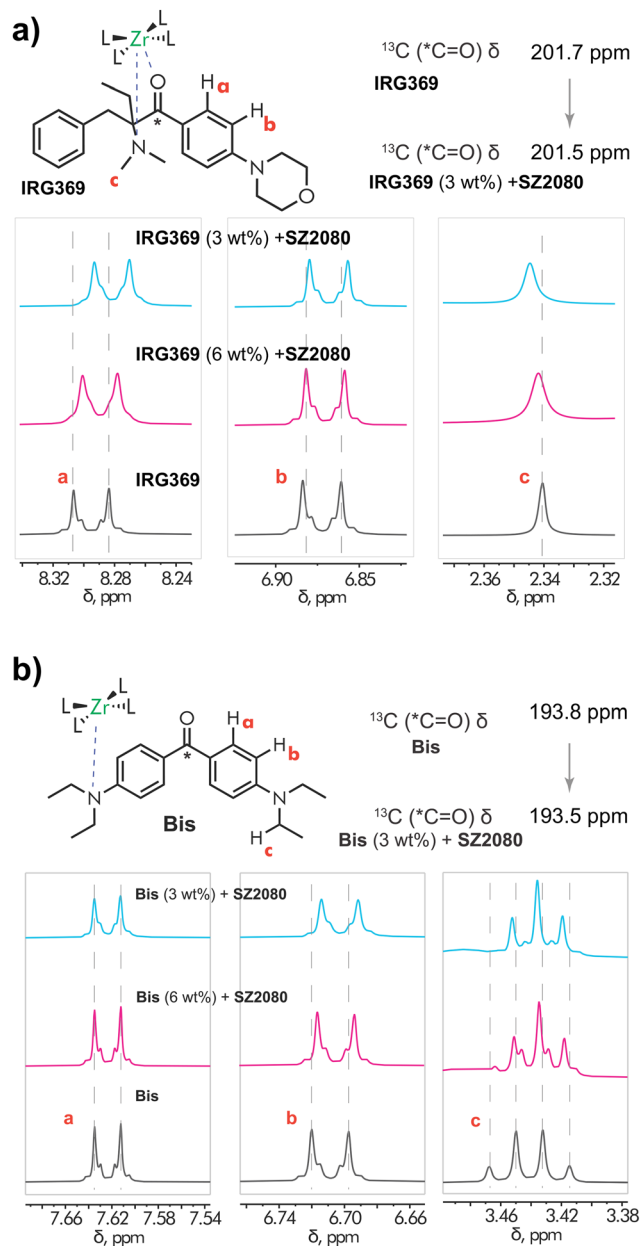 a)
L
L Zr L
L
O
H
a
H
b
*
N
c
N
O
IRG369
¹³C (*C=O) δ 201.7 ppm
IRG369
¹³C (*C=O) δ 201.5 ppm
IRG369 (3 wt%) +SZ2080
IRG369 (3 wt%) +SZ2080
IRG369 (6 wt%) +SZ2080
a IRG369 b c
8.32 8.28 8.24 6.90 6.85 2.36 2.34 2.32
δ, ppm δ, ppm δ, ppm
b)
L
L Zr L
L
O
H
a
H
b
*
N
N
Bis
H
c
¹³C (*C=O) δ 193.8 ppm
Bis
¹³C (*C=O) δ 193.5 ppm
Bis (3 wt%) + SZ2080
Bis (3 wt%) + SZ2080
Bis (6 wt%) + SZ2080
Bis
a b c
7.66 7.62 7.58 7.54 6.74 6.70 6.66 3.46 3.42 3.38
δ, ppm δ, ppm δ, ppm